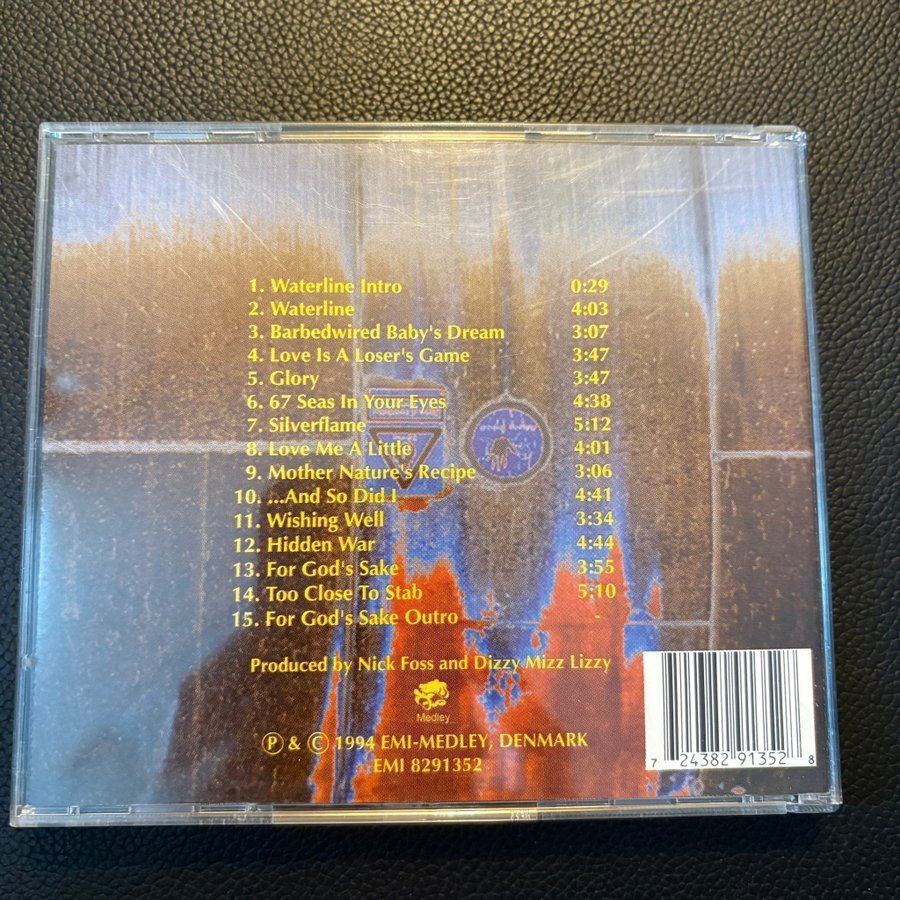 1. Waterline Intro 0:29
2. Waterline 4:03
3. Barbedwired Baby's Dream 3:07
4. Love Is A Loser's Game 3:47
5. Glory 3:47
6. 67 Seas In Your Eyes 4:38
7. Silverflame 5:12
8. Love Me A Little 4:01
9. Mother Nature's Recipe 3:06
10. ...And So Did I 4:41
11. Wishing Well 3:34
12. Hidden War 4:44
13. For God's Sake 3:55
14. Too Close To Stab 5:10
15. For God's Sake Outro -
Produced by Nick Foss and Dizzy Mizz Lizzy
Medley
Ⓟ & © 1994 EMI-MEDLEY, DENMARK
EMI 8291352
7 24382 91352 8